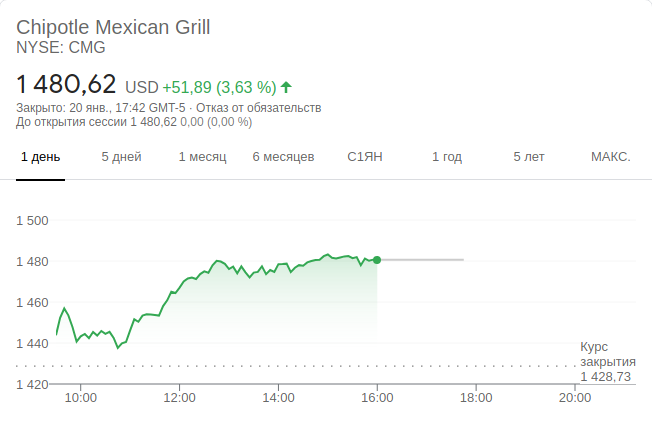 Chipotle Mexican Grill
NYSE: CMG
1 480,62 USD +51,89 (3,63 %)
Закрыто: 20 янв., 17:42 GMT-5 · Отказ от обязательств
До открытия сессии 1 480,62 0,00 (0,00 %)
1 день 5 дней 1 месяц 6 месяцев С1ЯН 1 год 5 лет МАКС.
1 500
1 480
1 460
1 440
Курс
закрытия
1 428,73
1 420
10:00 12:00 14:00 16:00 18:00 20:00